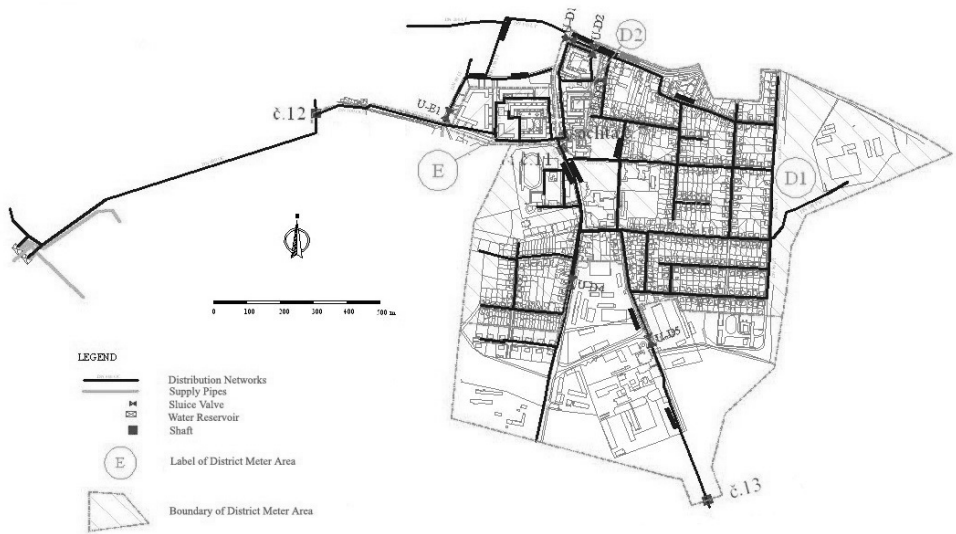 U-D1
U-D2
D2
U-E1
č.12
E
č.11
D1
U-D4
U-D5
č.13
0 100 200 300 400 500 m
LEGEND
Distribution Networks
Supply Pipes
Sluice Valve
Water Reservoir
Shaft
E
Label of District Meter Area
Boundary of District Meter Area